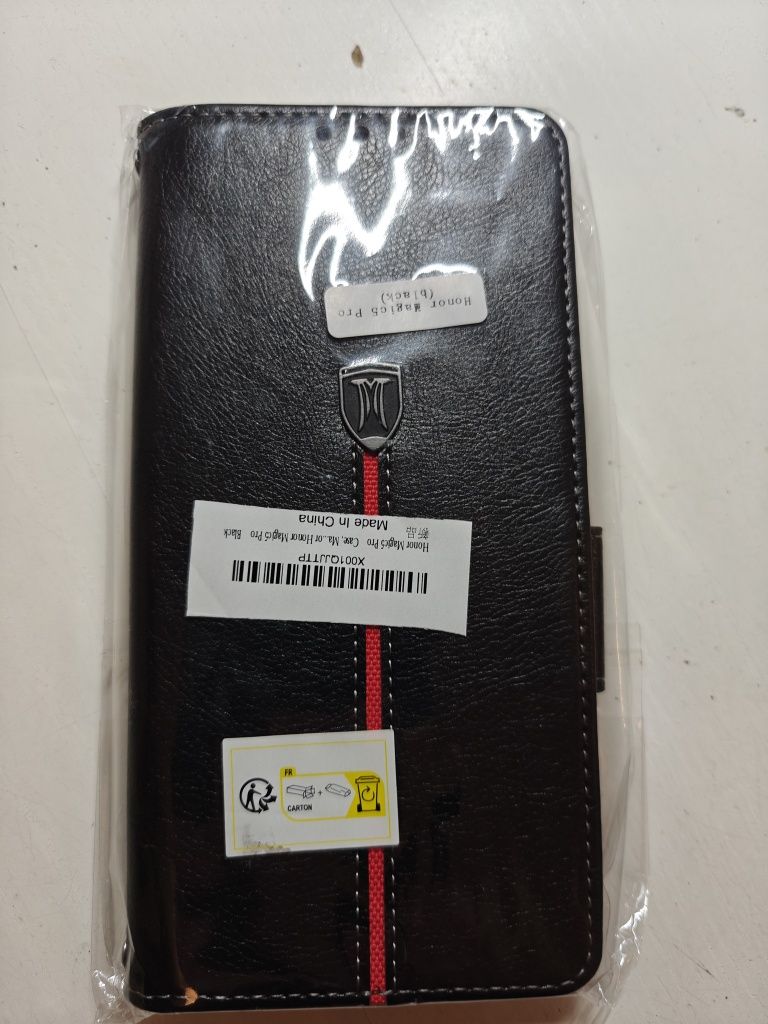 Honor Magic5 Pro
(black)
X001QJJTTP
Honor Magic5 Pro Case, Ma...or Honor Magic5 Pro Black
新品
Made In China
FR
CARTON